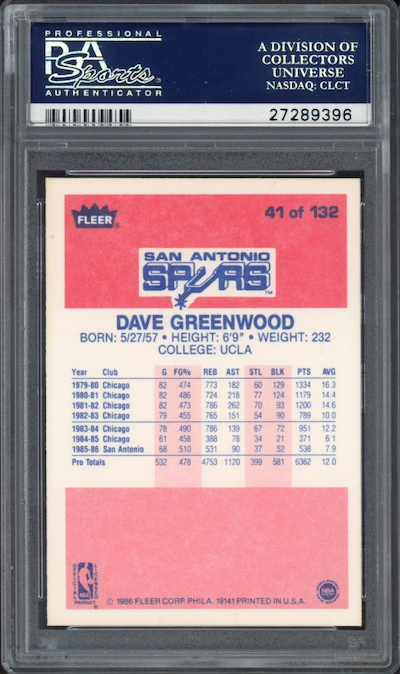 PROFESSIONAL
PSA
Sports
AUTHENTICATOR
A DIVISION OF
COLLECTORS
UNIVERSE
NASDAQ: CLCT
27289396
FLEER®
41 of 132
SAN ANTONIO
SPURS
TM
DAVE GREENWOOD
BORN: 5/27/57 • HEIGHT: 6'9" • WEIGHT: 232
COLLEGE: UCLA
Year Club G FG% REB AST STL BLK PTS AVG
1979-80 Chicago 82 474 773 182 60 129 1334 16.3
1980-81 Chicago 82 486 724 218 77 124 1179 14.4
1981-82 Chicago 82 473 786 262 70 93 1200 14.6
1982-83 Chicago 79 455 765 151 54 90 789 10.0
1983-84 Chicago 78 490 786 139 67 72 951 12.2
1984-85 Chicago 61 458 388 78 34 21 371 6.1
1985-86 San Antonio 68 510 531 90 37 52 538 7.9
Pro Totals 532 478 4753 1120 399 581 6362 12.0
OFFICIAL LICENSED
NBA
PRODUCT
© 1986 FLEER CORP. PHILA. 19141 PRINTED IN U.S.A.